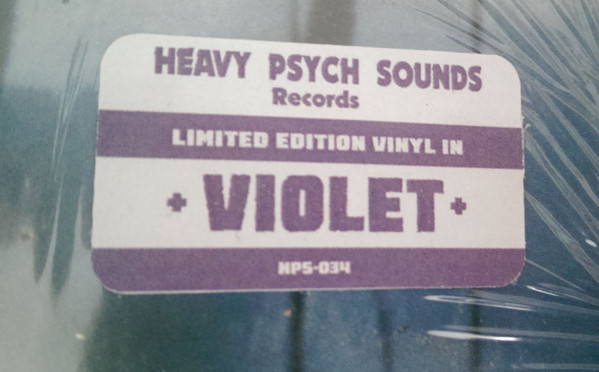 HEAVY PSYCH SOUNDS
Records
LIMITED EDITION VINYL IN
+ VIOLET +
HPS-034